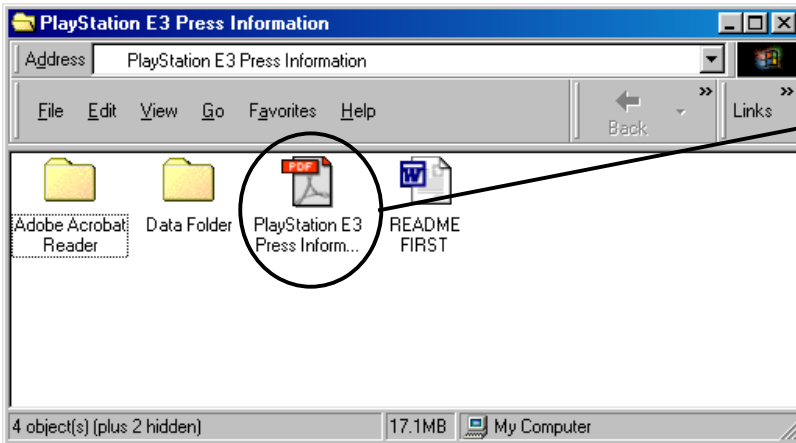 PlayStation E3 Press Information
Address PlayStation E3 Press Information
File Edit View Go Favorites Help
Back
» Links »
Adobe Acrobat Reader
Data Folder
PDF
PlayStation E3 Press Inform...
W
README FIRST
4 object(s) (plus 2 hidden) 17.1MB My Computer